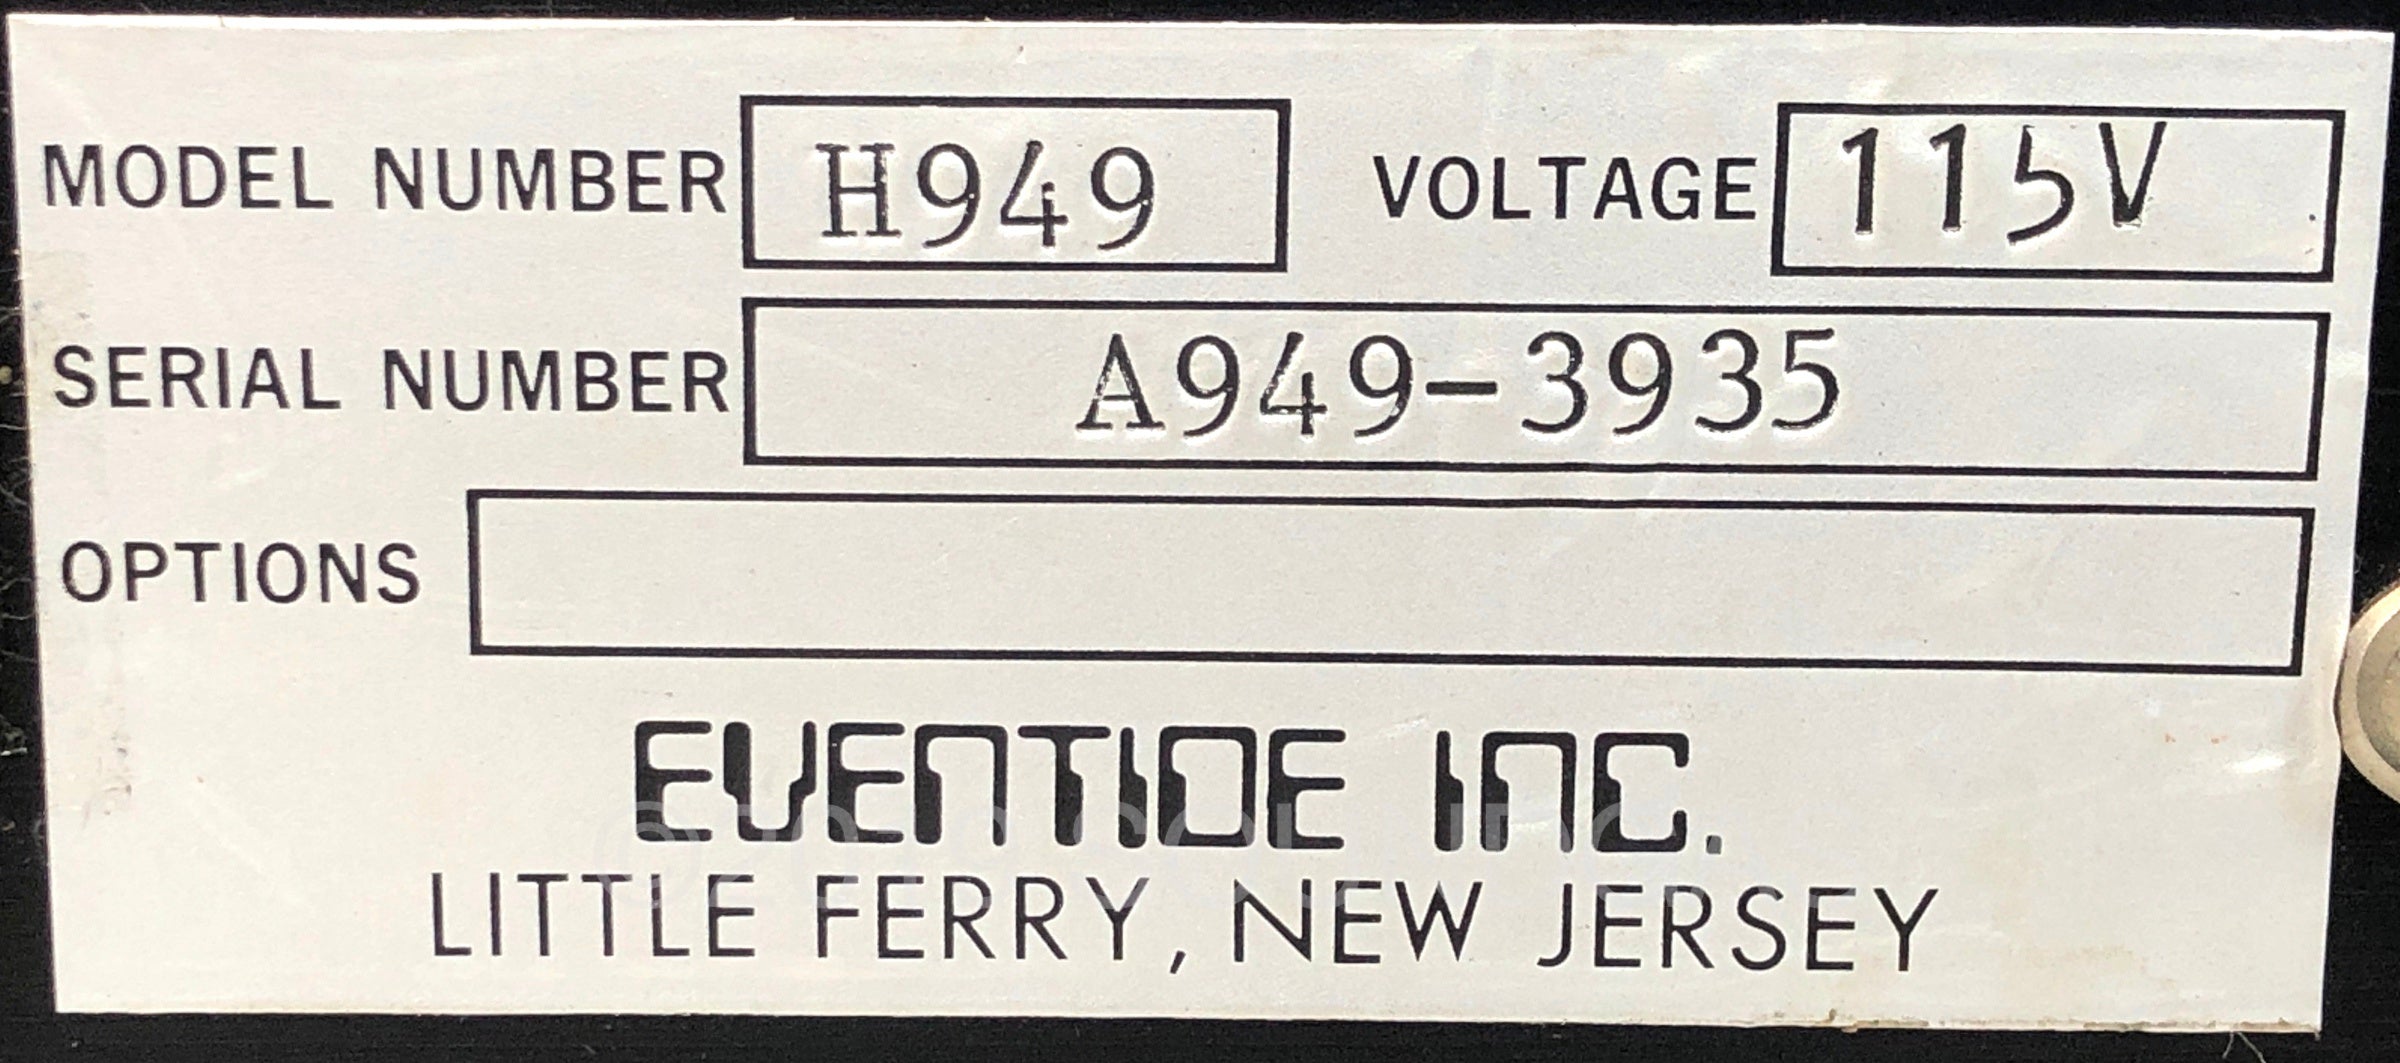 MODEL NUMBER H949 VOLTAGE 115V
SERIAL NUMBER A949-3935
OPTIONS
EVENTIDE INC.
LITTLE FERRY, NEW JERSEY